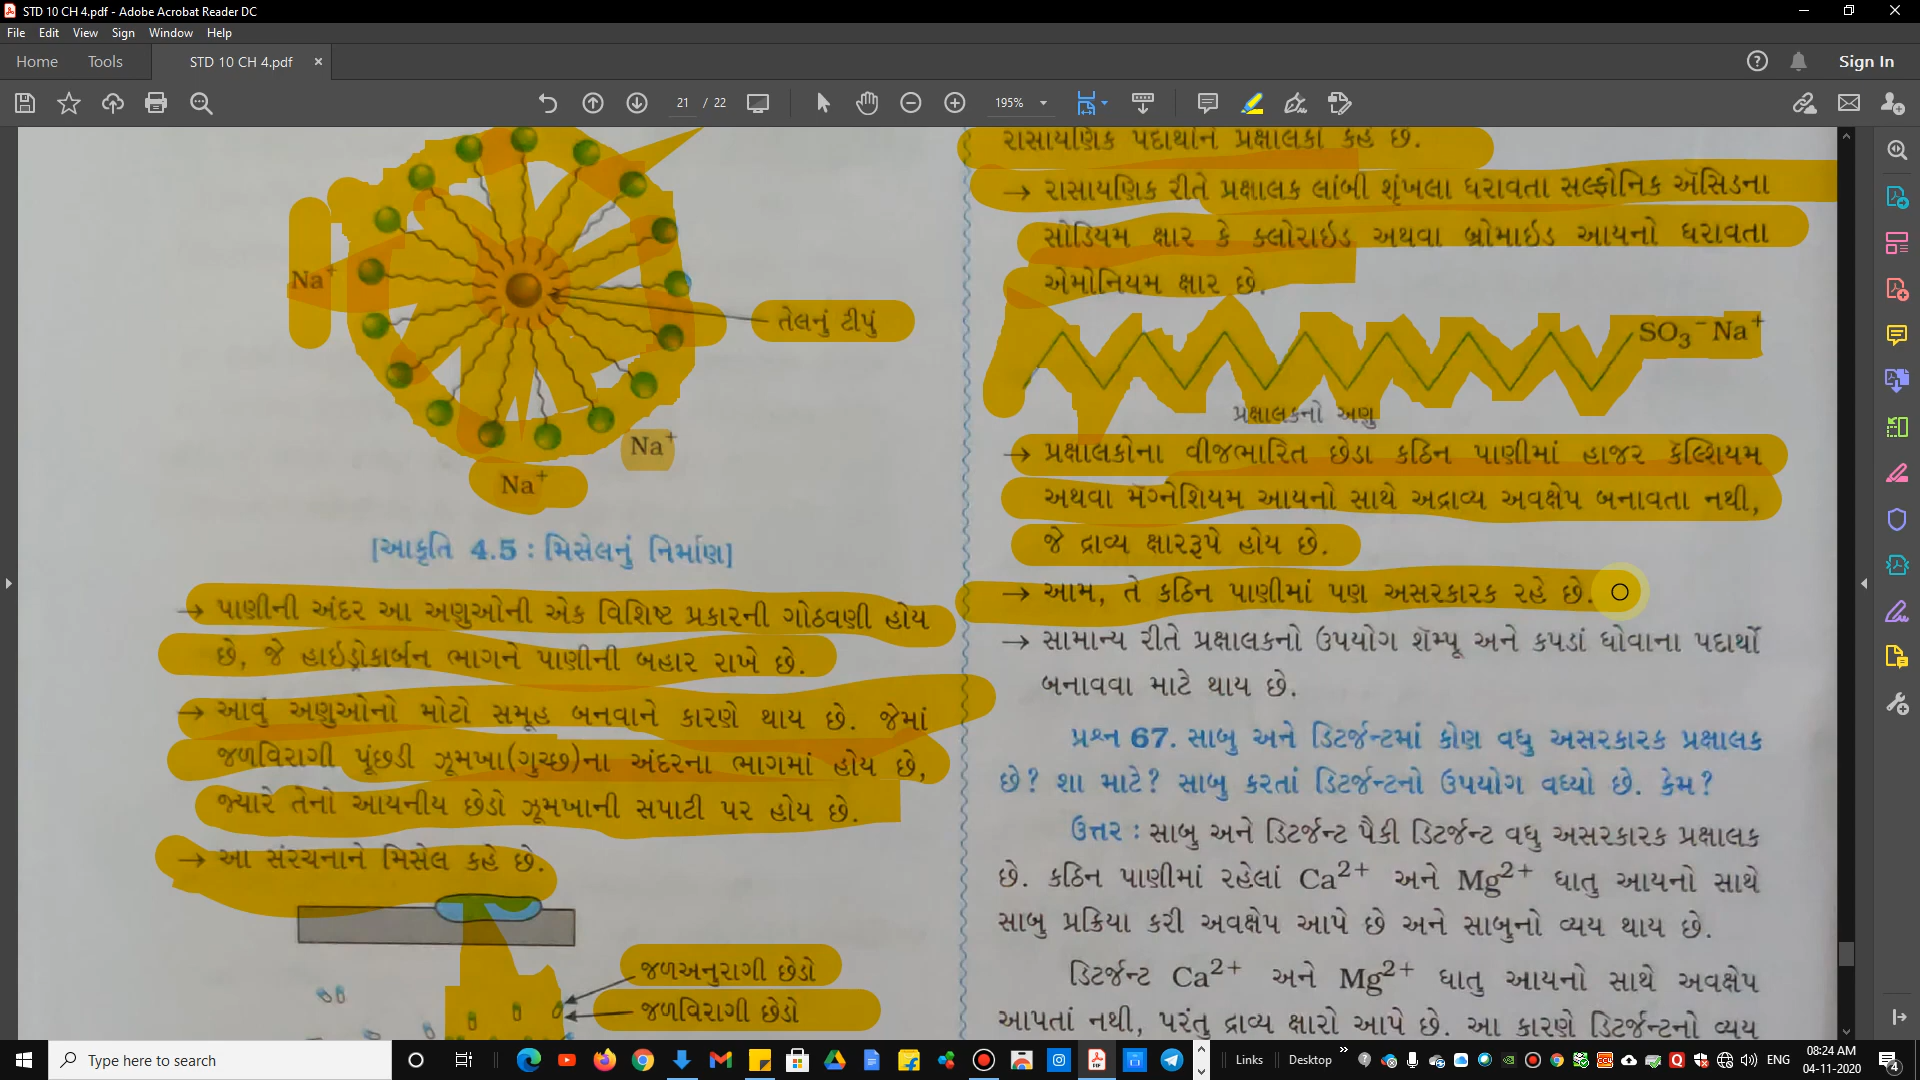 STD 10 CH 4.pdf - Adobe Acrobat Reader DC
File Edit View Sign Window Help
Home Tools STD 10 CH 4.pdf ×
Sign In
21 / 22 195%
Na⁺
તેલનું ટીપું
Na⁺
Na⁺
[આકૃતિ 4.5 : મિસેલનું નિર્માણ]
→ પાણીની અંદર આ અણુઓની એક વિશિષ્ટ પ્રકારની ગોઠવણી હોય
છે, જે હાઇડ્રોકાર્બન ભાગને પાણીની બહાર રાખે છે.
→ આવું અણુઓનો મોટો સમૂહ બનવાને કારણે થાય છે. જેમાં
જળવિરાગી પૂંછડી ઝૂમખા(ગુચ્છ)ના અંદરના ભાગમાં હોય છે,
જ્યારે તેનો આયનીય છેડો ઝૂમખાની સપાટી પર હોય છે.
→ આ સંરચનાને મિસેલ કહે છે.
જળઅનુરાગી છેડો
જળવિરાગી છેડો
રાસાયણિક પદાર્થોને પ્રક્ષાલકો કહે છે.
→ રાસાયણિક રીતે પ્રક્ષાલક લાંબી શૃંખલા ધરાવતા સલ્ફોનિક ઍસિડના
સોડિયમ ક્ષાર કે ક્લોરાઇડ અથવા બ્રોમાઇડ આયનો ધરાવતા
એમોનિયમ ક્ષાર છે.
SO₃⁻Na⁺
પ્રક્ષાલકનો અણુ
→ પ્રક્ષાલકોના વીજભારિત છેડા કઠિન પાણીમાં હાજર કૅલ્શિયમ
અથવા મૅગ્નેશિયમ આયનો સાથે અદ્રાવ્ય અવક્ષેપ બનાવતા નથી,
જે દ્રાવ્ય ક્ષારરૂપે હોય છે.
→ આમ, તે કઠિન પાણીમાં પણ અસરકારક રહે છે.
→ સામાન્ય રીતે પ્રક્ષાલકનો ઉપયોગ શૅમ્પૂ અને કપડાં ધોવાના પદાર્થો
બનાવવા માટે થાય છે.
પ્રશ્ન 67. સાબુ અને ડિટર્જન્ટમાં કોણ વધુ અસરકારક પ્રક્ષાલક
છે? શા માટે? સાબુ કરતાં ડિટર્જન્ટનો ઉપયોગ વધ્યો છે. કેમ?
ઉત્તર : સાબુ અને ડિટર્જન્ટ પૈકી ડિટર્જન્ટ વધુ અસરકારક પ્રક્ષાલક
છે. કઠિન પાણીમાં રહેલાં Ca²⁺ અને Mg²⁺ ધાતુ આયનો સાથે
સાબુ પ્રક્રિયા કરી અવક્ષેપ આપે છે અને સાબુનો વ્યય થાય છે.
ડિટર્જન્ટ Ca²⁺ અને Mg²⁺ ધાતુ આયનો સાથે અવક્ષેપ
આપતાં નથી, પરંતુ દ્રાવ્ય ક્ષારો આપે છે. આ કારણે ડિટર્જન્ટનો વ્યય
Type here to search
Links Desktop » ENG 08:24 AM
04-11-2020